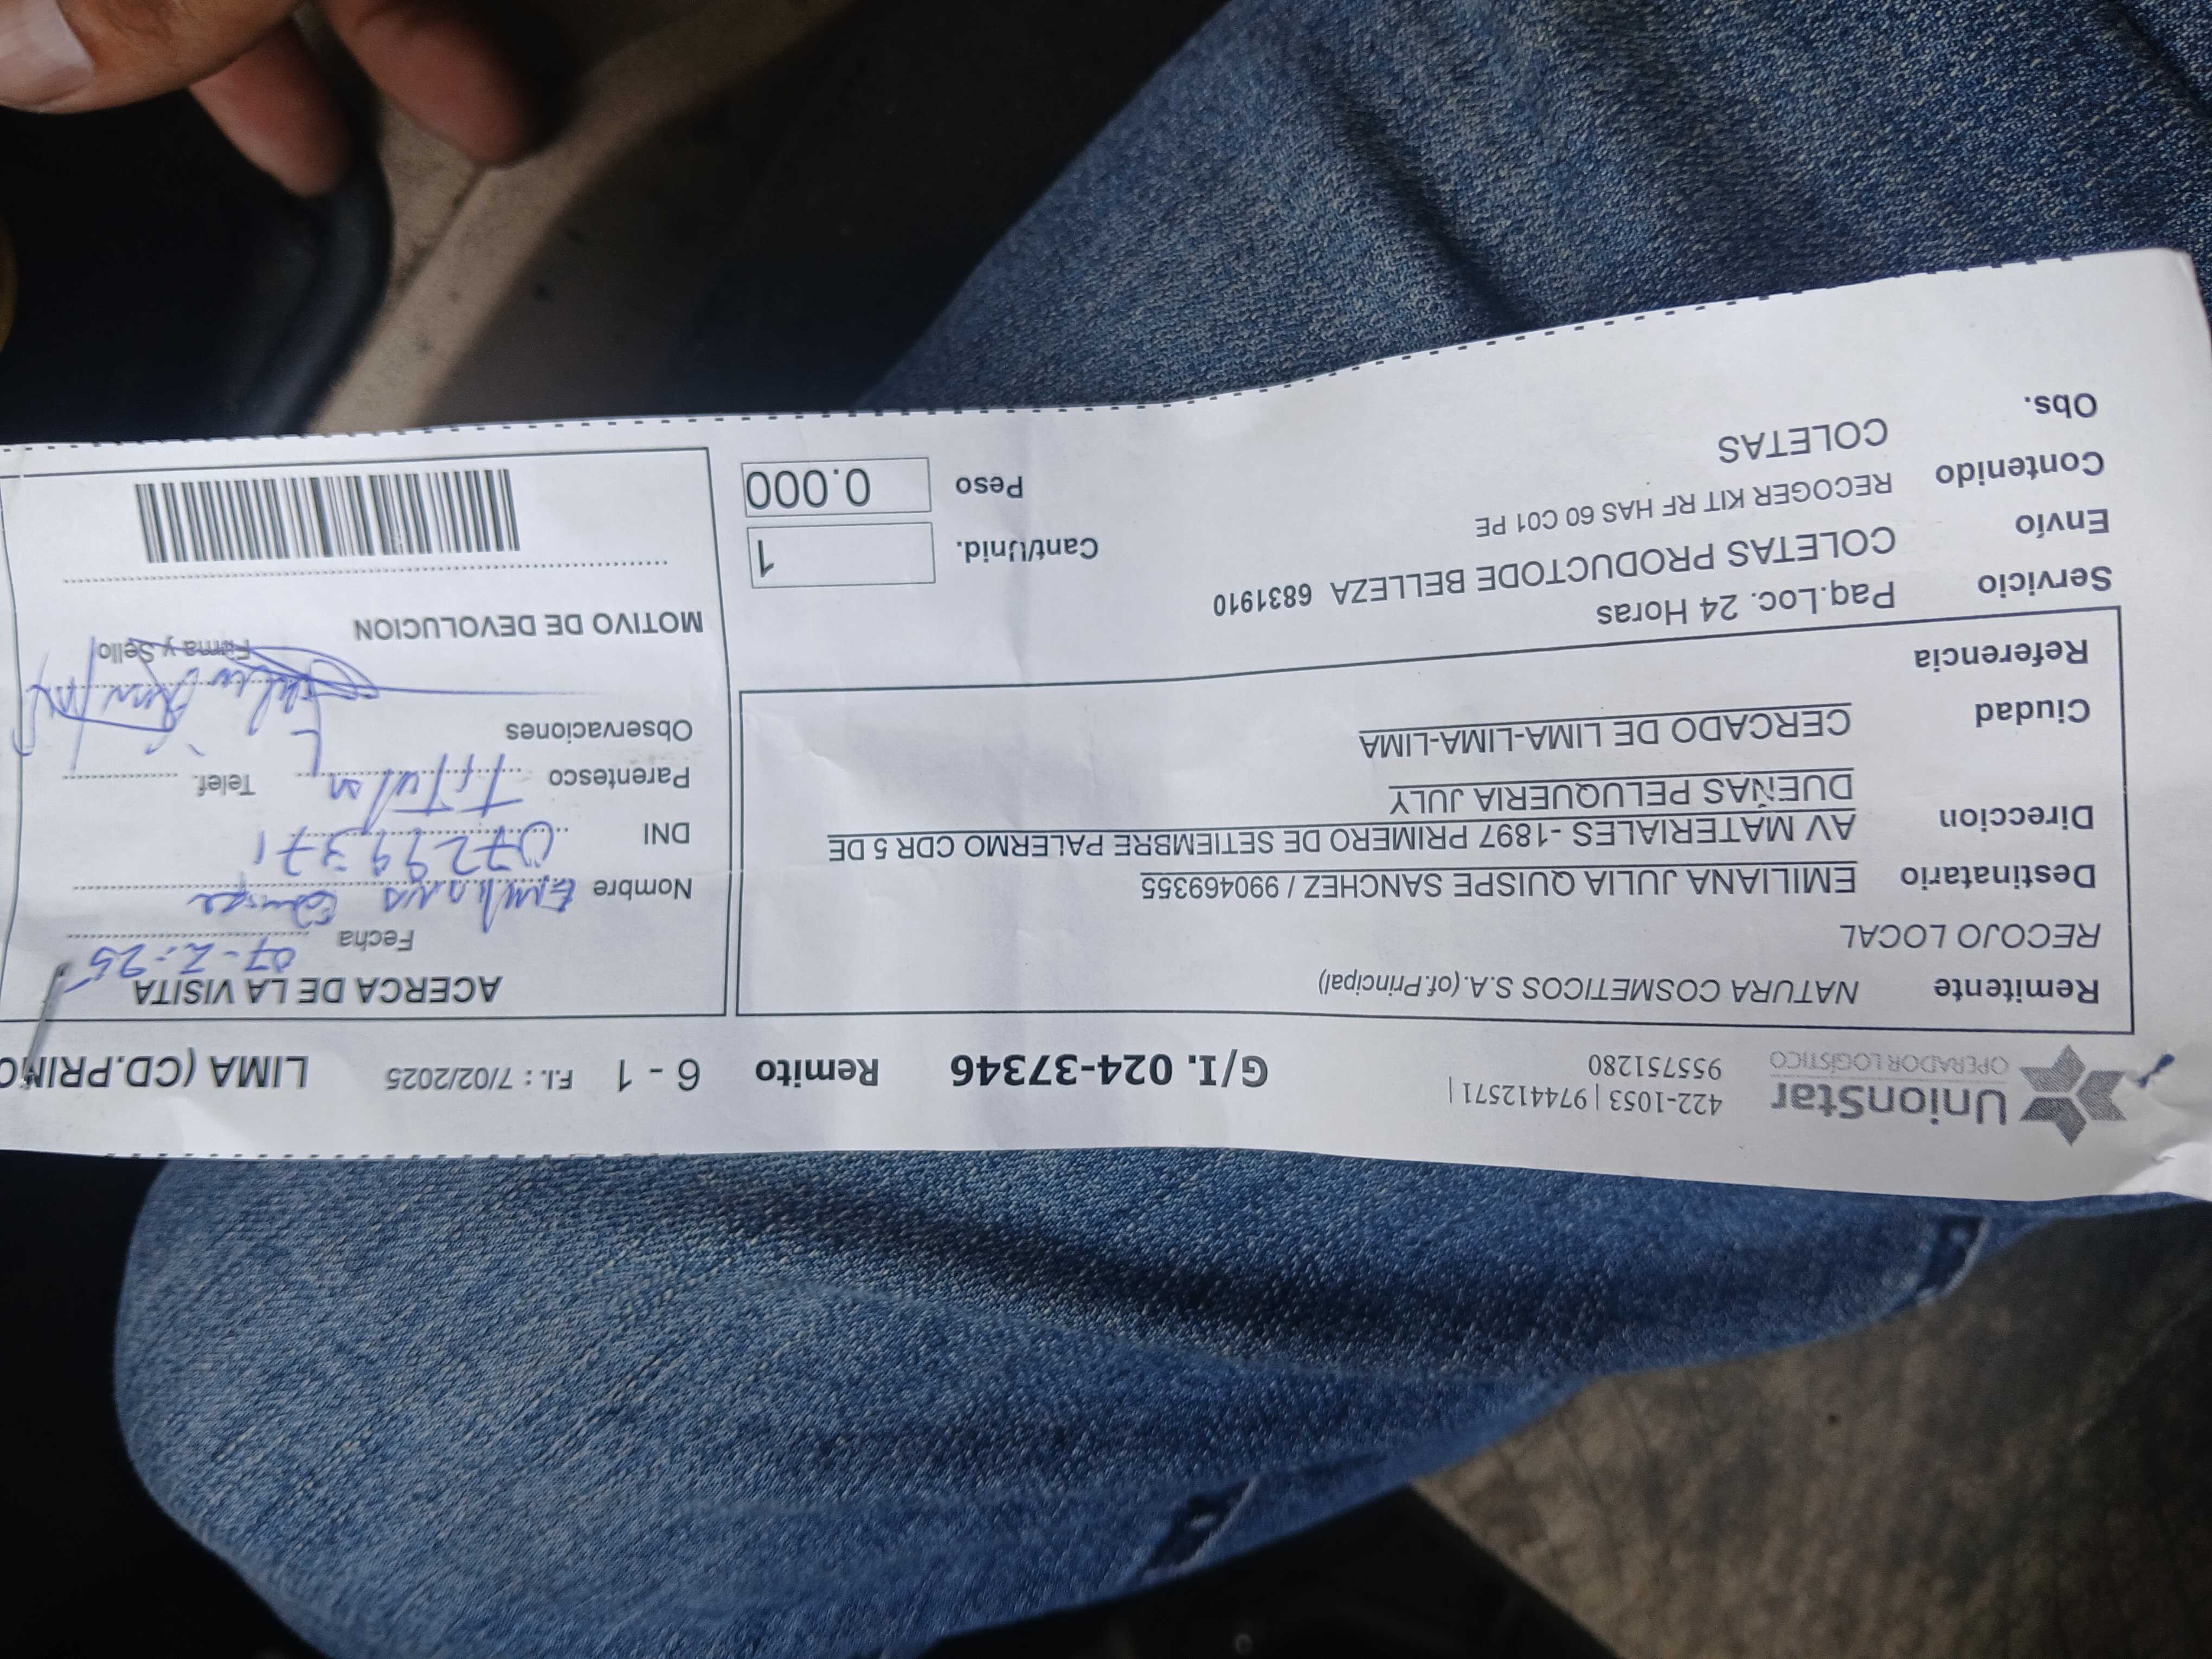 UnionStar
OPERADOR LOGÍSTICO
422-1053 | 974412571 |
955751280
G/I. 024-37346
Remito 6 - 1 F.I. : 7/02/2025 LIMA (CD.PRIN
Remitente NATURA COSMETICOS S.A.(of.Principal)
RECOJO LOCAL
Destinatario EMILIANA JULIA QUISPE SANCHEZ / 990469355
Direccion AV MATERIALES -1897 PRIMERO DE SETIEMBRE PALERMO CDR 5 DE
DUEÑAS PELUQUERIA JULY
Ciudad CERCADO DE LIMA-LIMA-LIMA
Referencia
Servicio Paq.Loc. 24 Horas
Envío COLETAS PRODUCTODE BELLEZA 6831910
Contenido RECOGER KIT RF HAS 60 C01 PE
Obs. COLETAS
Cant/Unid. 1
Peso 0.000
ACERCA DE LA VISITA
Fecha 07-2-25
Nombre Emiliana Quispe
DNI 07299371
Parentesco Titular Telef.
Observaciones
Firma y Sello
MOTIVO DE DEVOLUCION